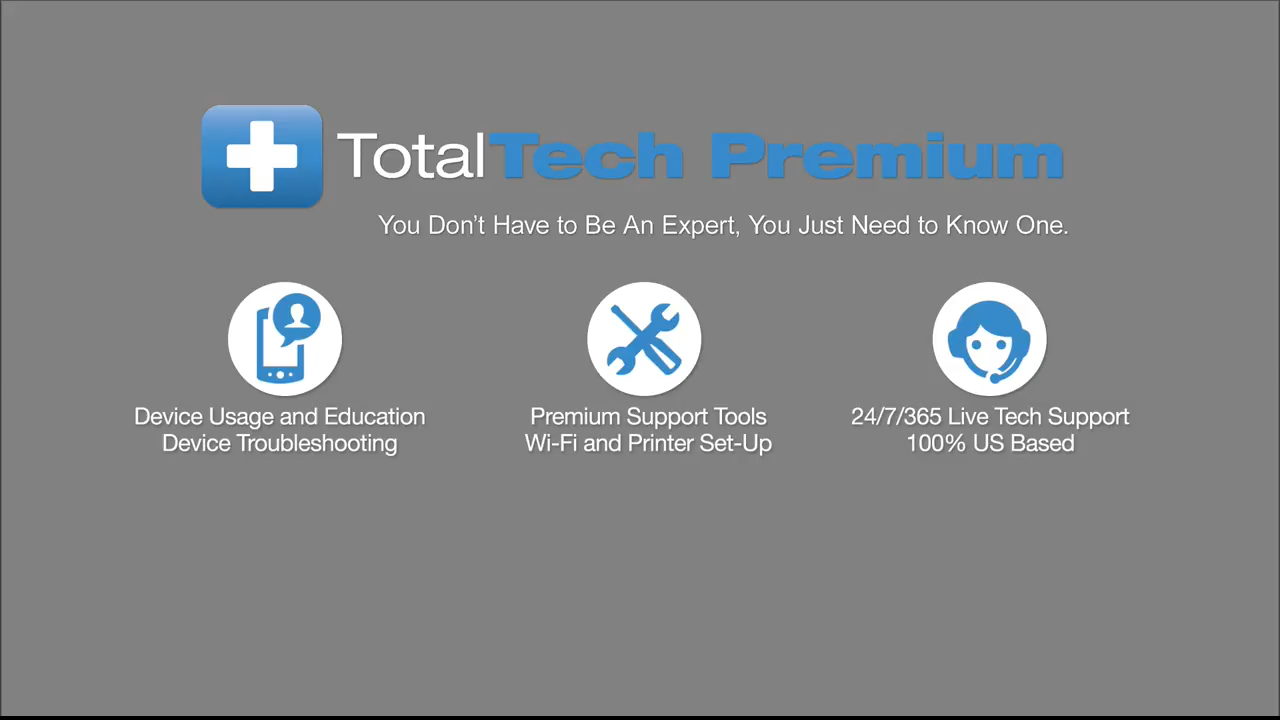 TotalTech Premium
You Don't Have to Be An Expert, You Just Need to Know One.
Device Usage and Education
Device Troubleshooting
Premium Support Tools
Wi-Fi and Printer Set-Up
24/7/365 Live Tech Support
100% US Based